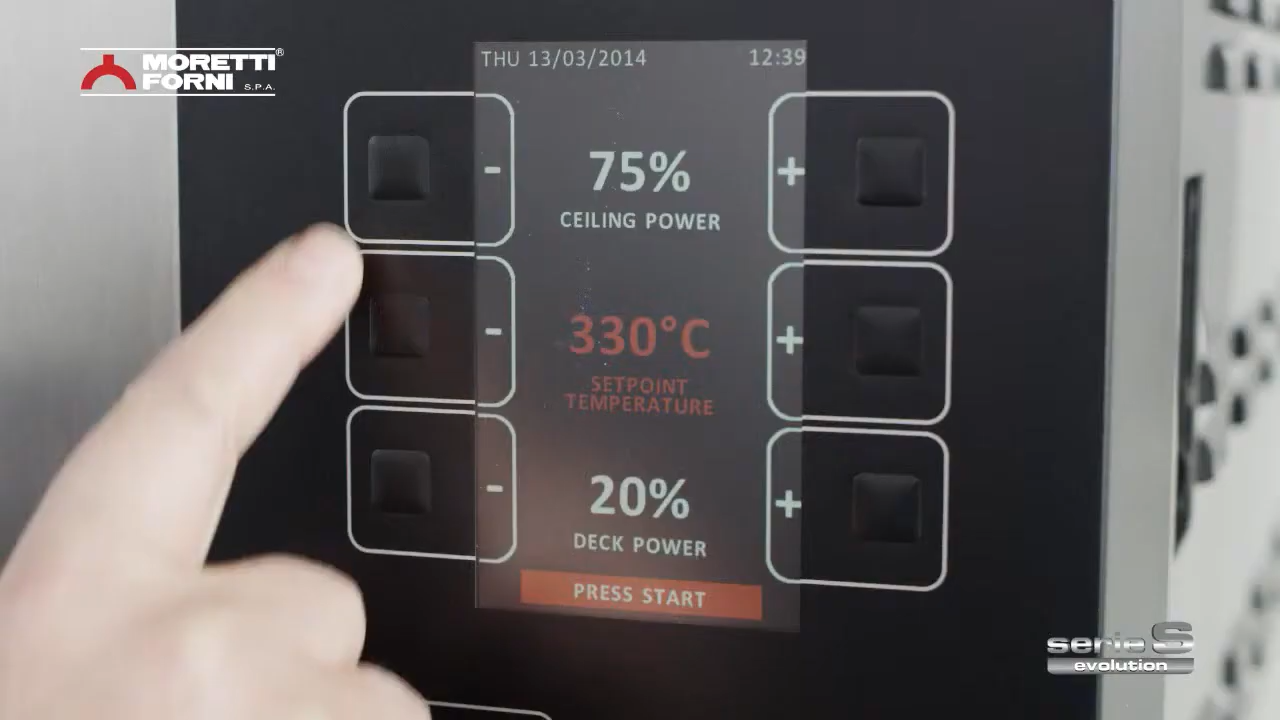 MORETTI®
FORNI S.P.A.
THU 13/03/2014 12:39
- 75% +
CEILING POWER
- 330°C +
SETPOINT
TEMPERATURE
- 20% +
DECK POWER
PRESS START
serie S
evolution